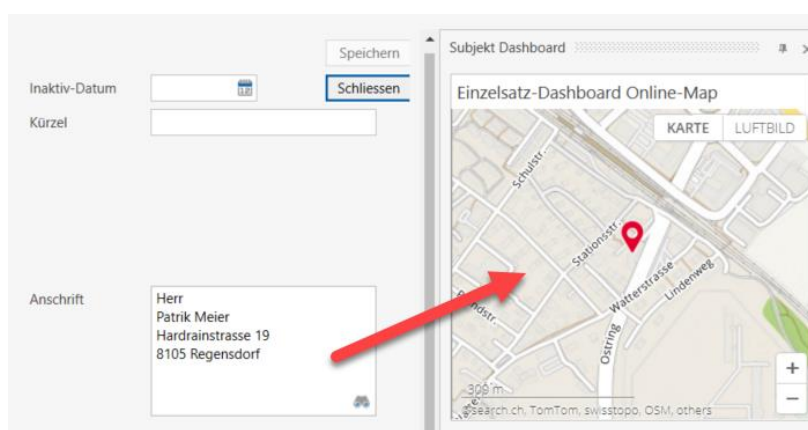 Speichern
Inaktiv-Datum
Schliessen
Kürzel
Anschrift
Herr
Patrik Meier
Hardrainstrasse 19
8105 Regensdorf
Subjekt Dashboard
Einzelsatz-Dashboard Online-Map
KARTE
LUFTBILD
Schulstr.
Stationsstr.
Watterstrasse
Lindenweg
Ostring
300 m
+
−
©search.ch, TomTom, swisstopo, OSM, others